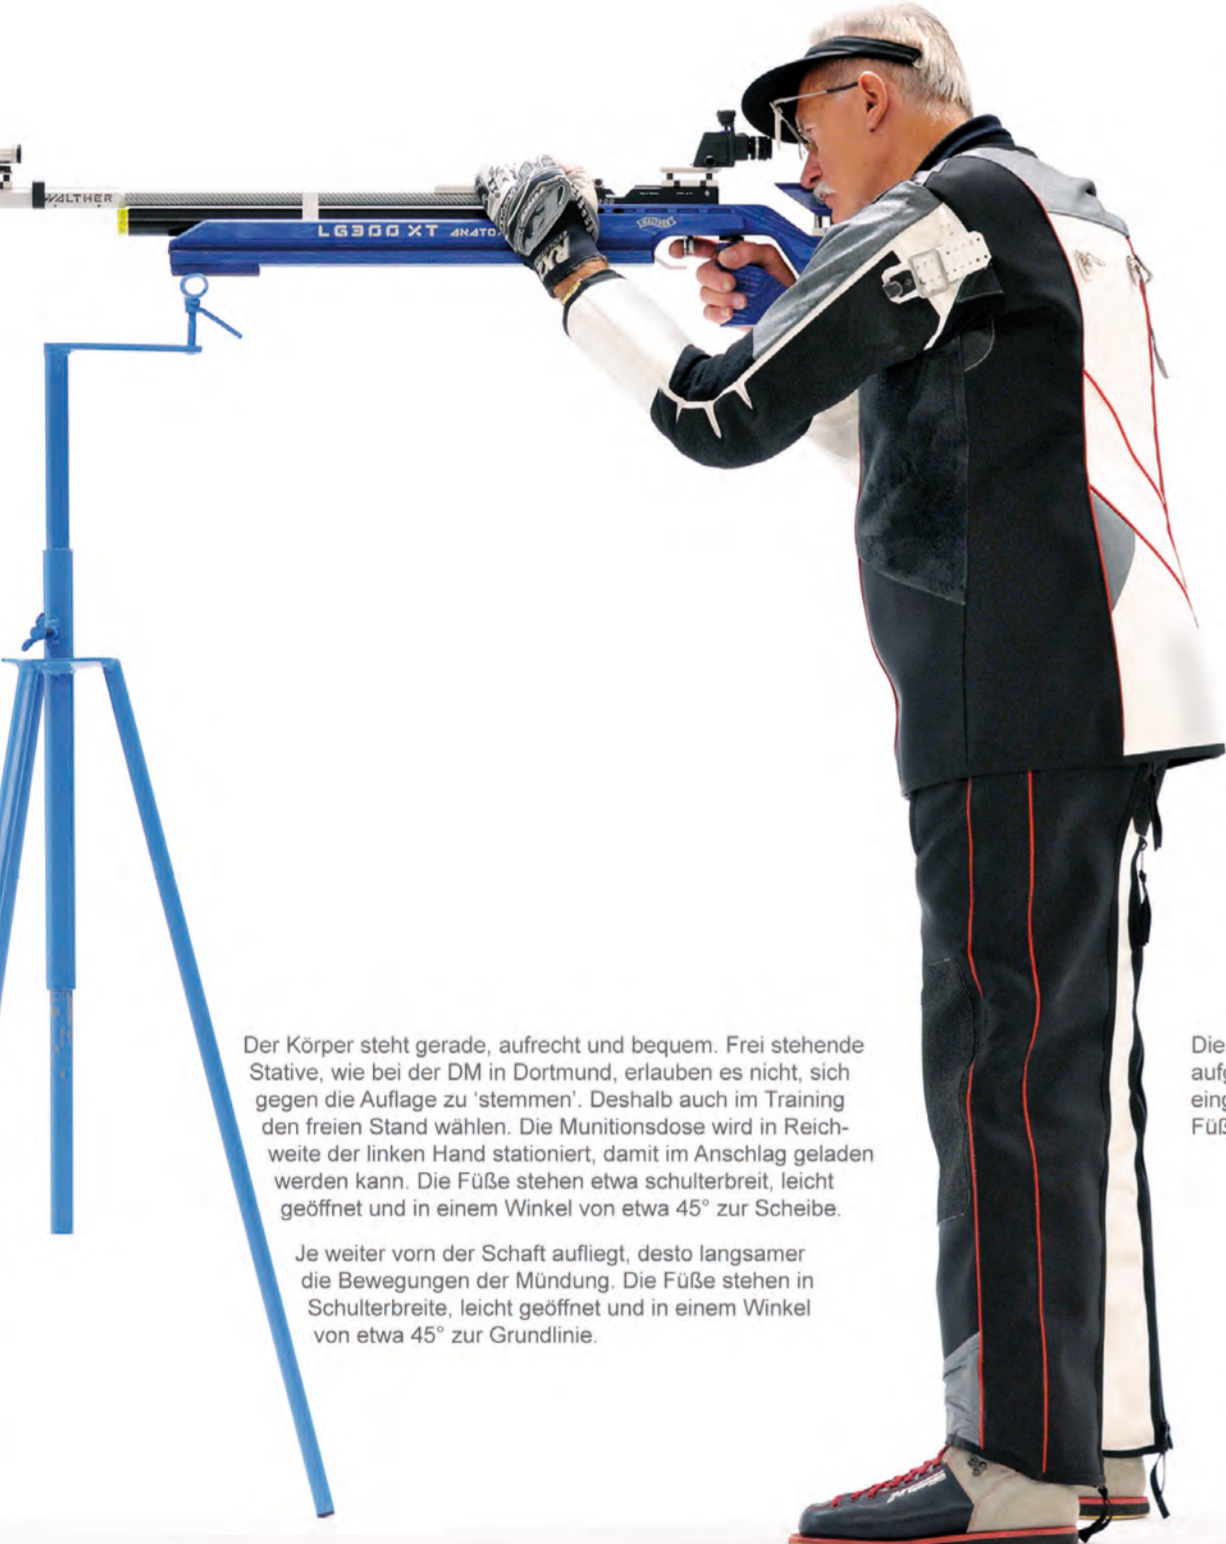 WALTHER
LG300 XT ANATO
WALTHER
RX
Der Körper steht gerade, aufrecht und bequem. Frei stehende
Stative, wie bei der DM in Dortmund, erlauben es nicht, sich
gegen die Auflage zu ‘stemmen’. Deshalb auch im Training
den freien Stand wählen. Die Munitionsdose wird in Reich-
weite der linken Hand stationiert, damit im Anschlag geladen
werden kann. Die Füße stehen etwa schulterbreit, leicht
geöffnet und in einem Winkel von etwa 45° zur Scheibe.
Je weiter vorn der Schaft aufliegt, desto langsamer
die Bewegungen der Mündung. Die Füße stehen in
Schulterbreite, leicht geöffnet und in einem Winkel
von etwa 45° zur Grundlinie.
Die
aufg
eing
Füß